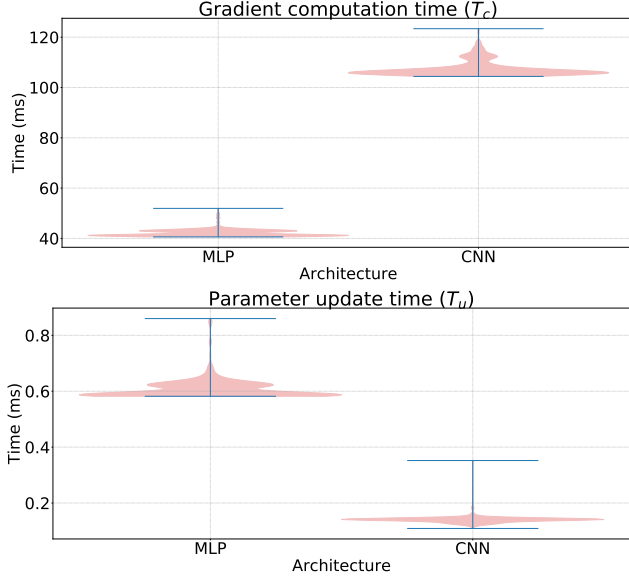 Gradient computation time (T_c)
Time (ms)
120
100
80
60
40
MLP CNN
Architecture
Parameter update time (T_u)
Time (ms)
0.8
0.6
0.4
0.2
MLP CNN
Architecture